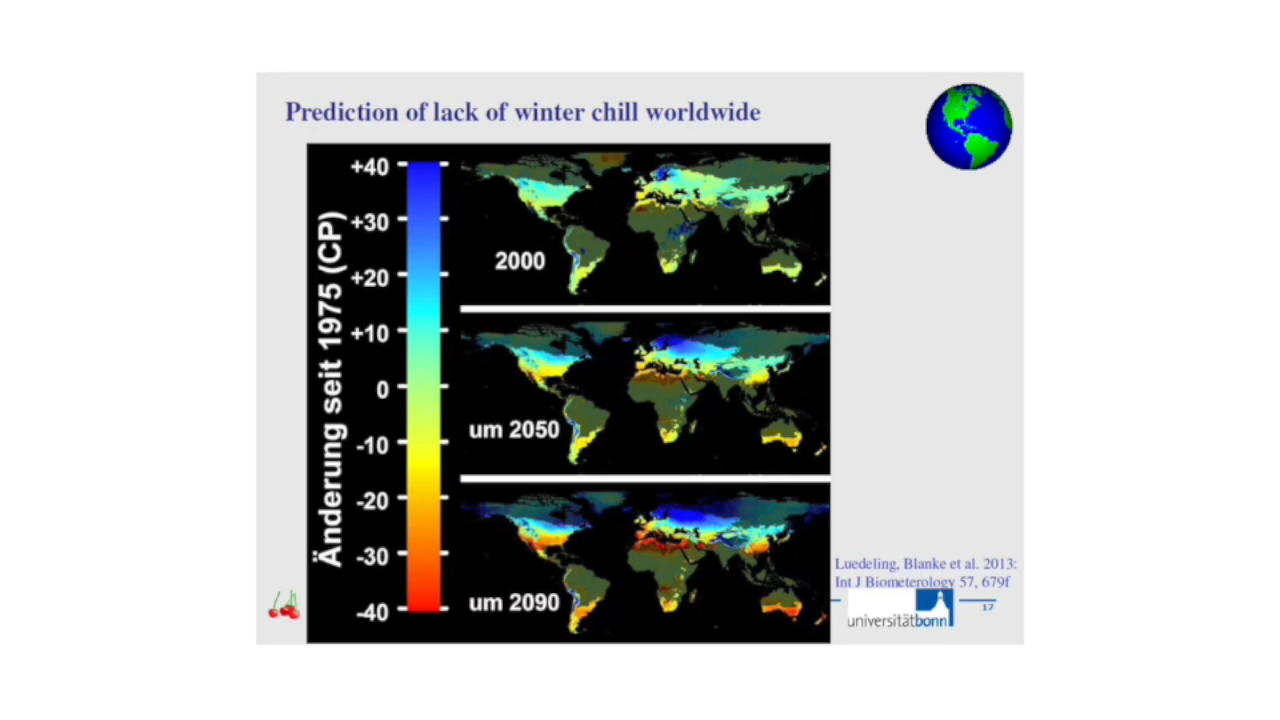 Prediction of lack of winter chill worldwide
Änderung seit 1975 (CP)
+40
+30
+20
+10
0
-10
-20
-30
-40
2000
um 2050
um 2090
Luedeling, Blanke et al. 2013:
Int J Biometerology 57, 679f
universitätbonn
17